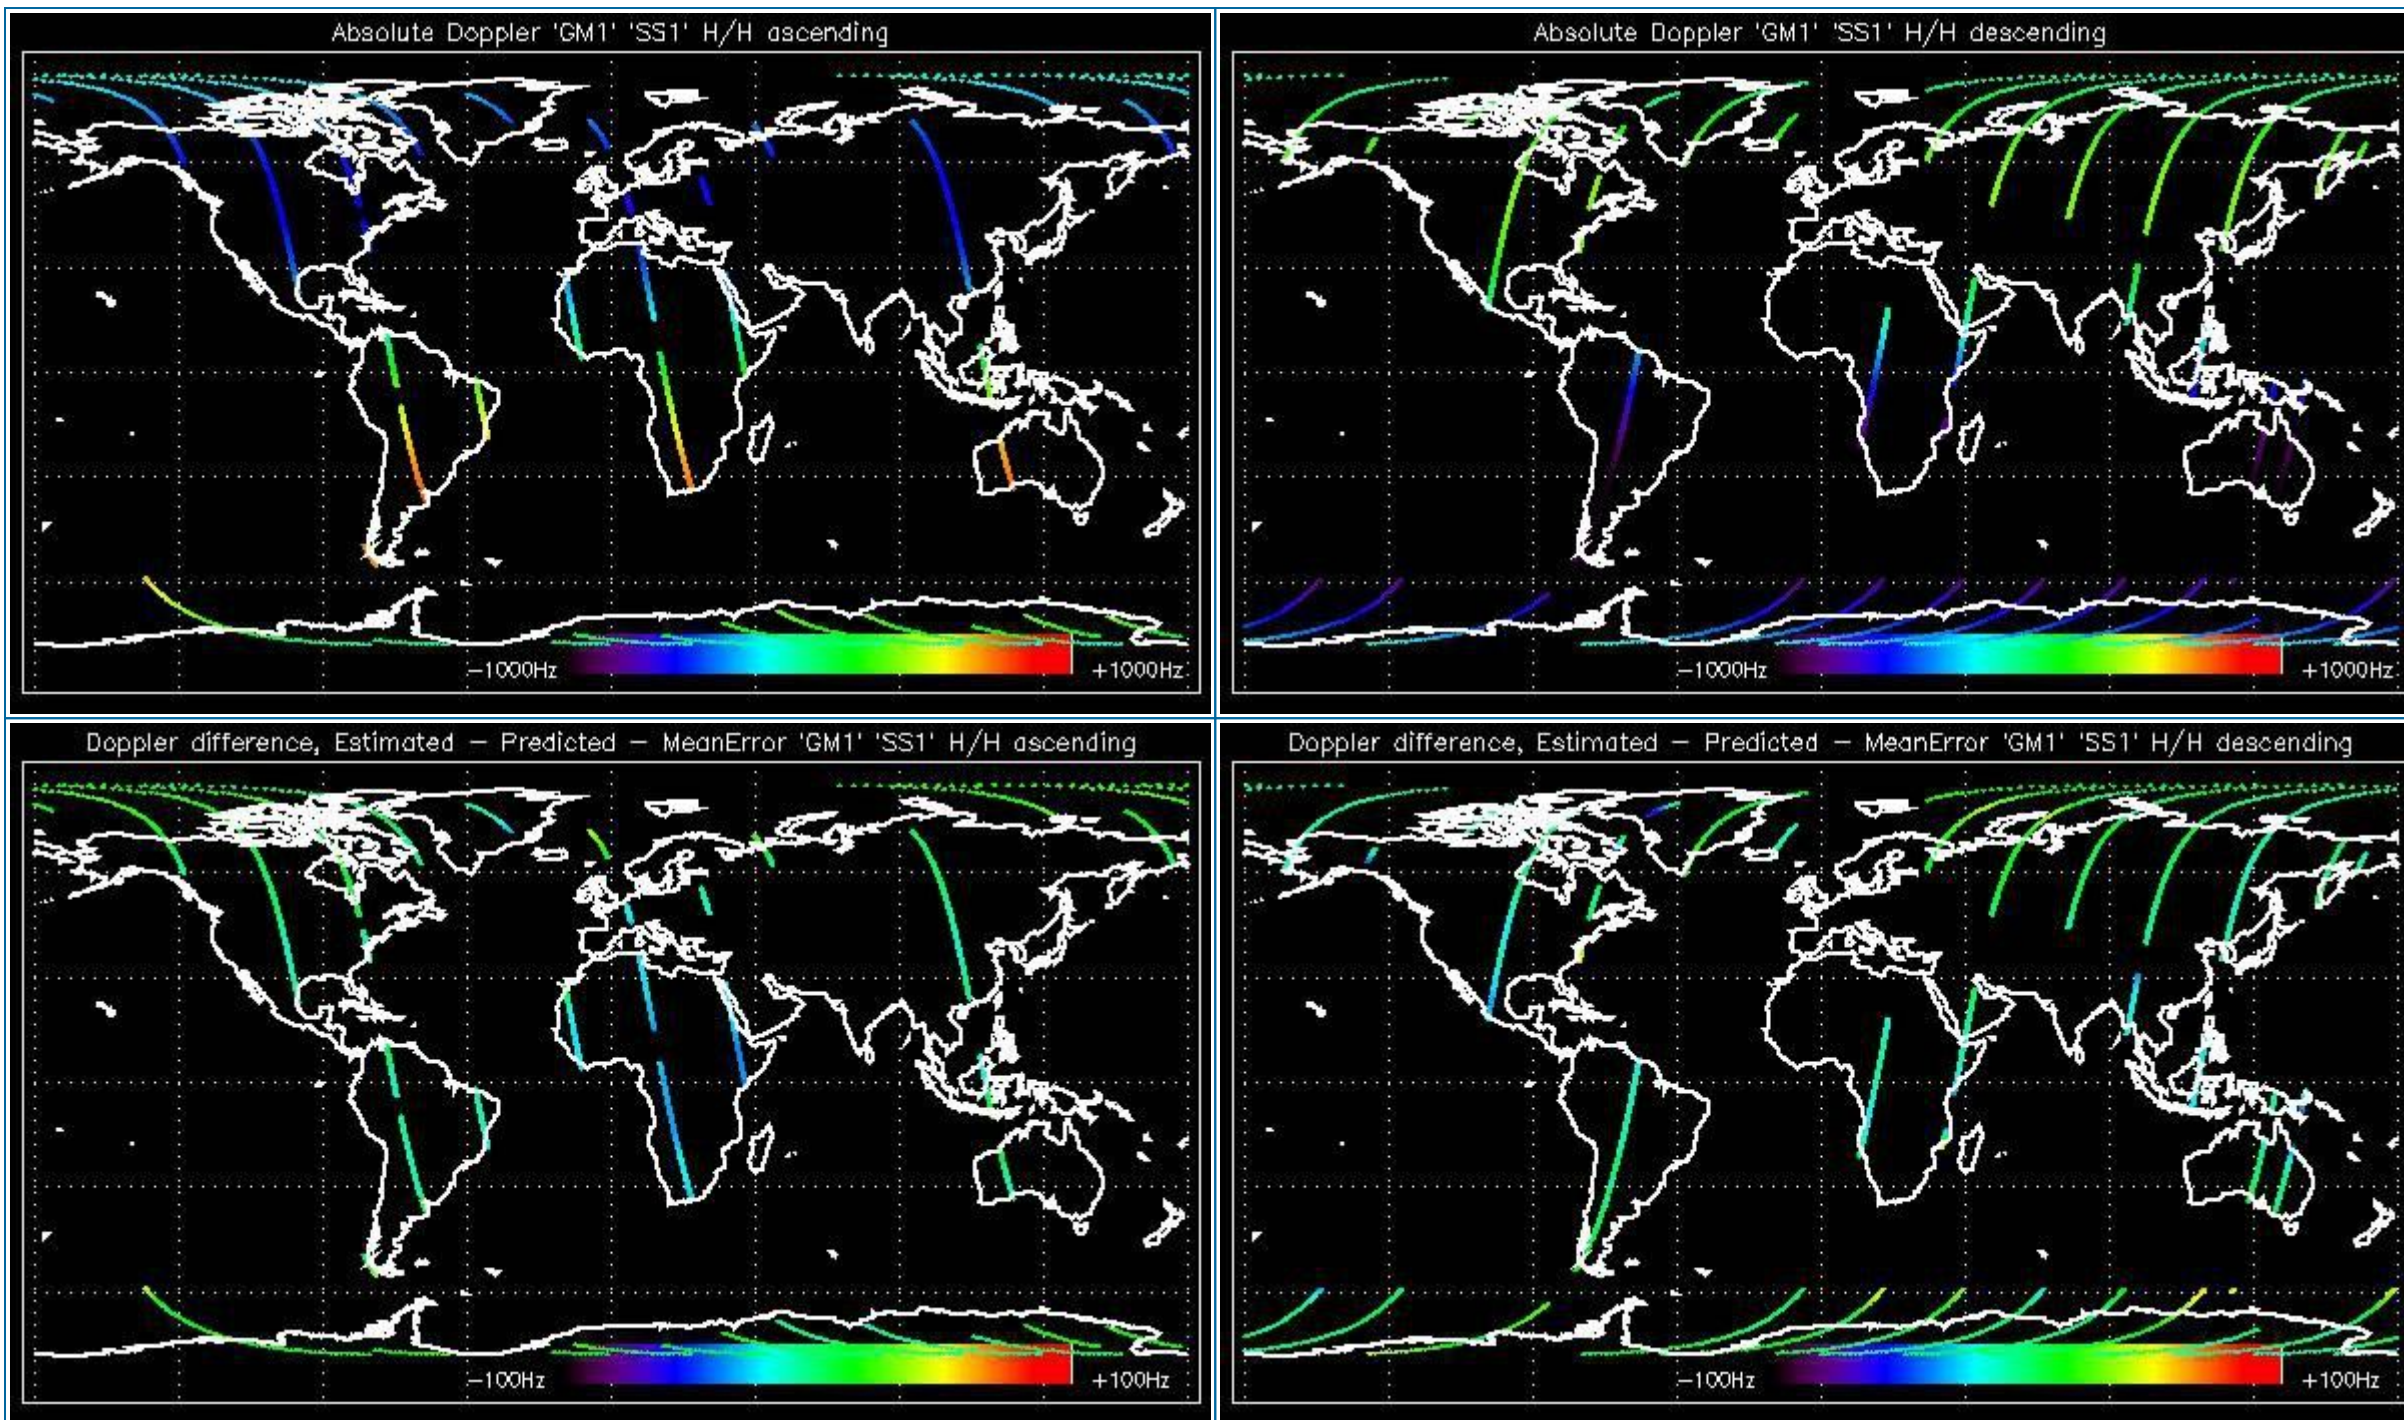 Absolute Doppler 'GM1' 'SS1' H/H ascending
-1000Hz
+1000Hz
Absolute Doppler 'GM1' 'SS1' H/H descending
-1000Hz
+1000Hz
Doppler difference, Estimated - Predicted - MeanError 'GM1' 'SS1' H/H ascending
-100Hz
+100Hz
Doppler difference, Estimated - Predicted - MeanError 'GM1' 'SS1' H/H descending
-100Hz
+100Hz